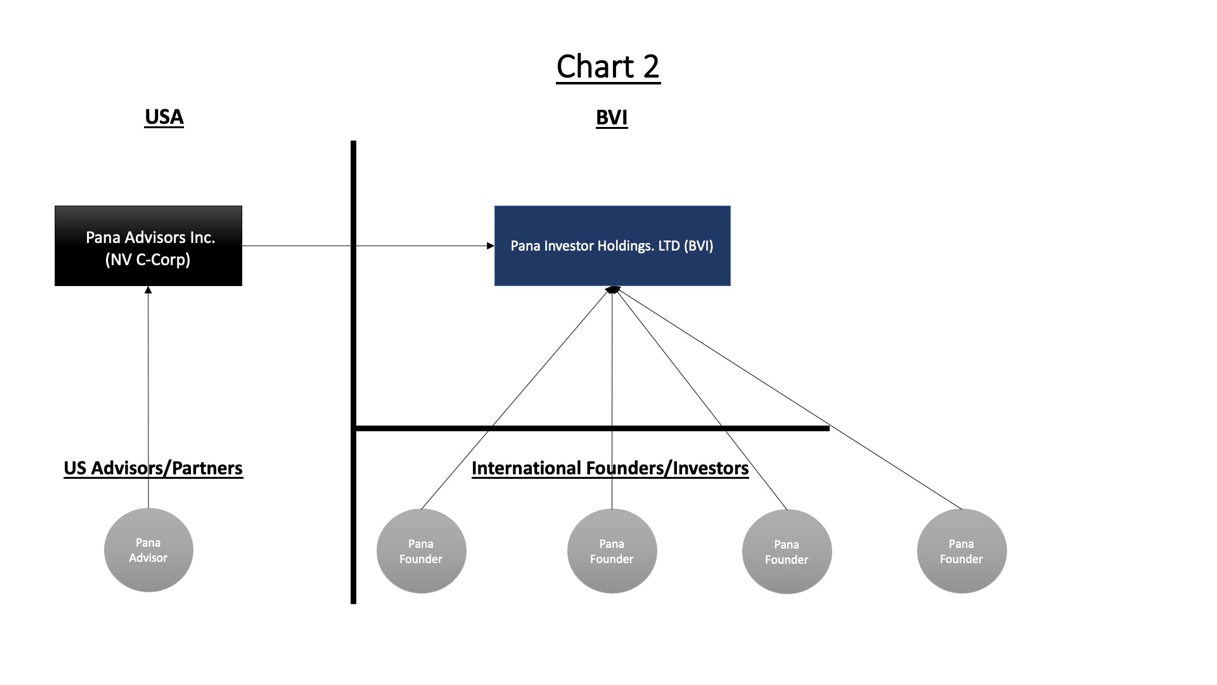 Chart 2
USA
BVI
Pana Advisors Inc.
(NV C-Corp)
Pana Investor Holdings. LTD (BVI)
US Advisors/Partners
International Founders/Investors
Pana
Advisor
Pana
Founder
Pana
Founder
Pana
Founder
Pana
Founder